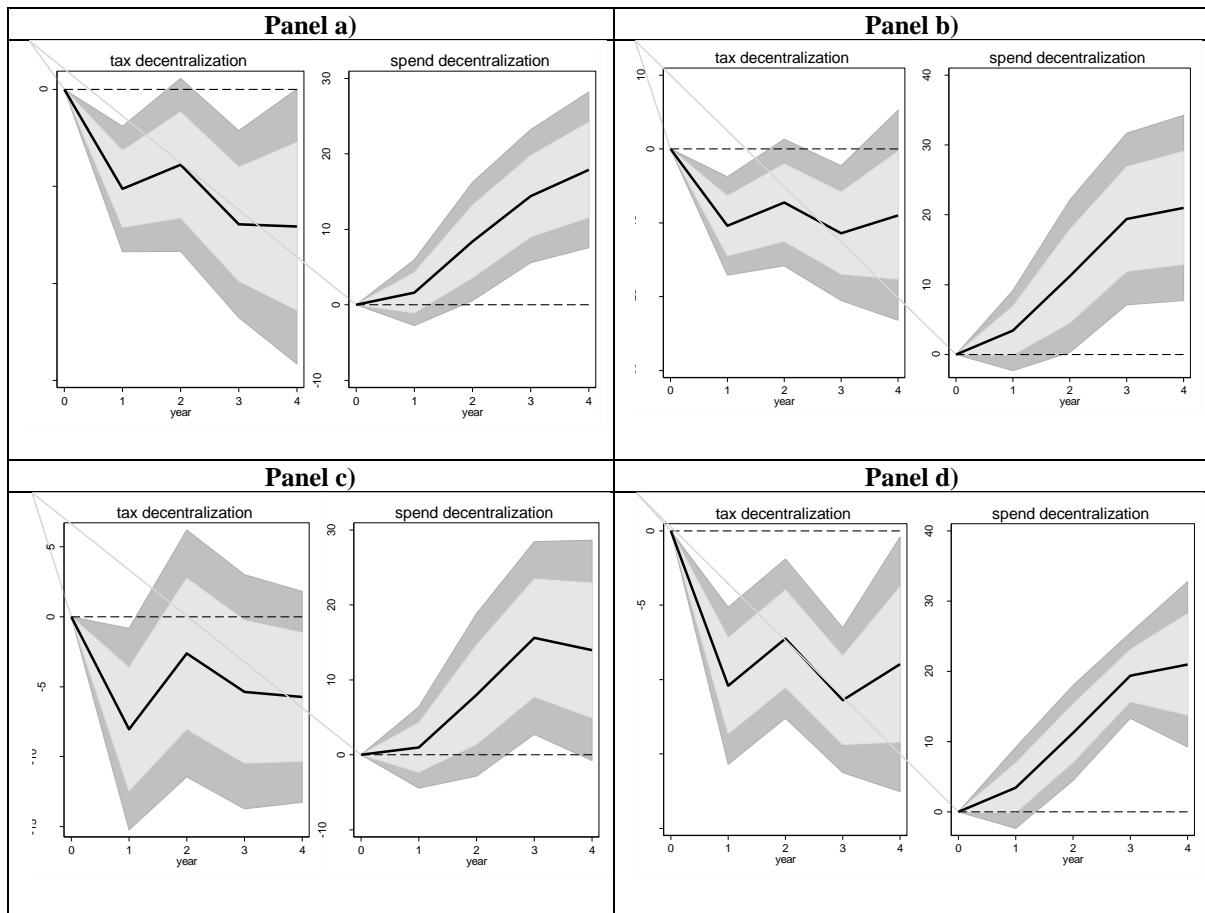 Panel a)
Panel b)
tax decentralization
spend decentralization
tax decentralization
spend decentralization
0
30
20
10
0
-10
10
0
40
30
20
10
0
0 1 2 3 4
year
0 1 2 3 4
year
0 1 2 3 4
year
0 1 2 3 4
year
Panel c)
Panel d)
tax decentralization
spend decentralization
tax decentralization
spend decentralization
5
0
-5
-10
-15
30
20
10
0
-10
0
-5
40
30
20
10
0
0 1 2 3 4
year
0 1 2 3 4
year
0 1 2 3 4
year
0 1 2 3 4
year